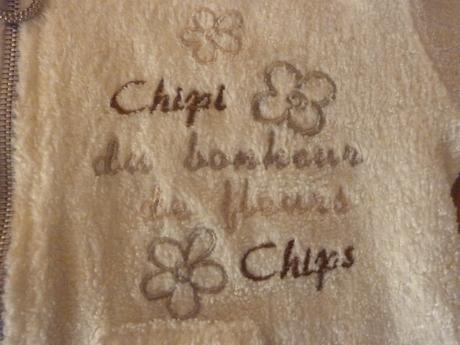 Chipi
du bonheur
de fleurs
Chips